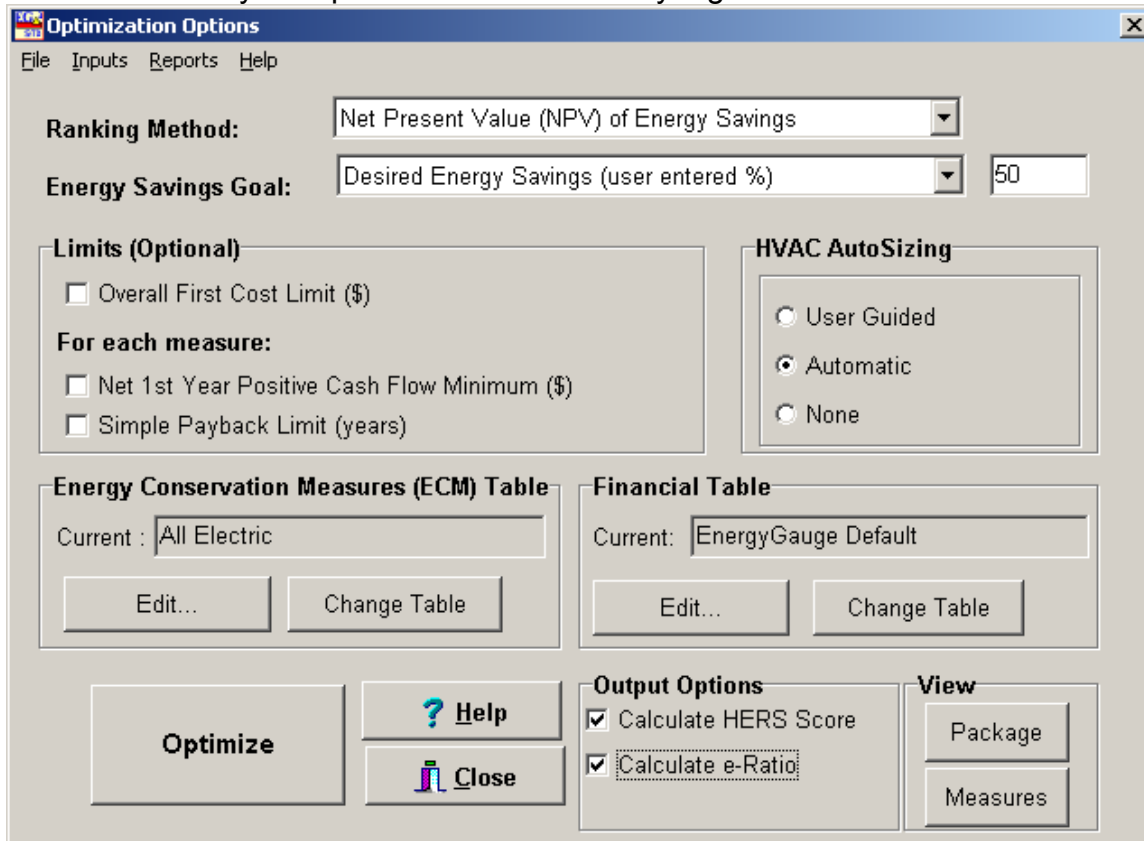 Optimization Options
File Inputs Reports Help
Ranking Method: Net Present Value (NPV) of Energy Savings
Energy Savings Goal: Desired Energy Savings (user entered %) 50
Limits (Optional)
Overall First Cost Limit ($)
For each measure:
Net 1st Year Positive Cash Flow Minimum ($)
Simple Payback Limit (years)
HVAC AutoSizing
User Guided
Automatic
None
Energy Conservation Measures (ECM) Table
Current : All Electric
Edit... Change Table
Financial Table
Current: EnergyGauge Default
Edit... Change Table
Optimize
? Help
Close
Output Options
Calculate HERS Score
Calculate e-Ratio
View
Package
Measures